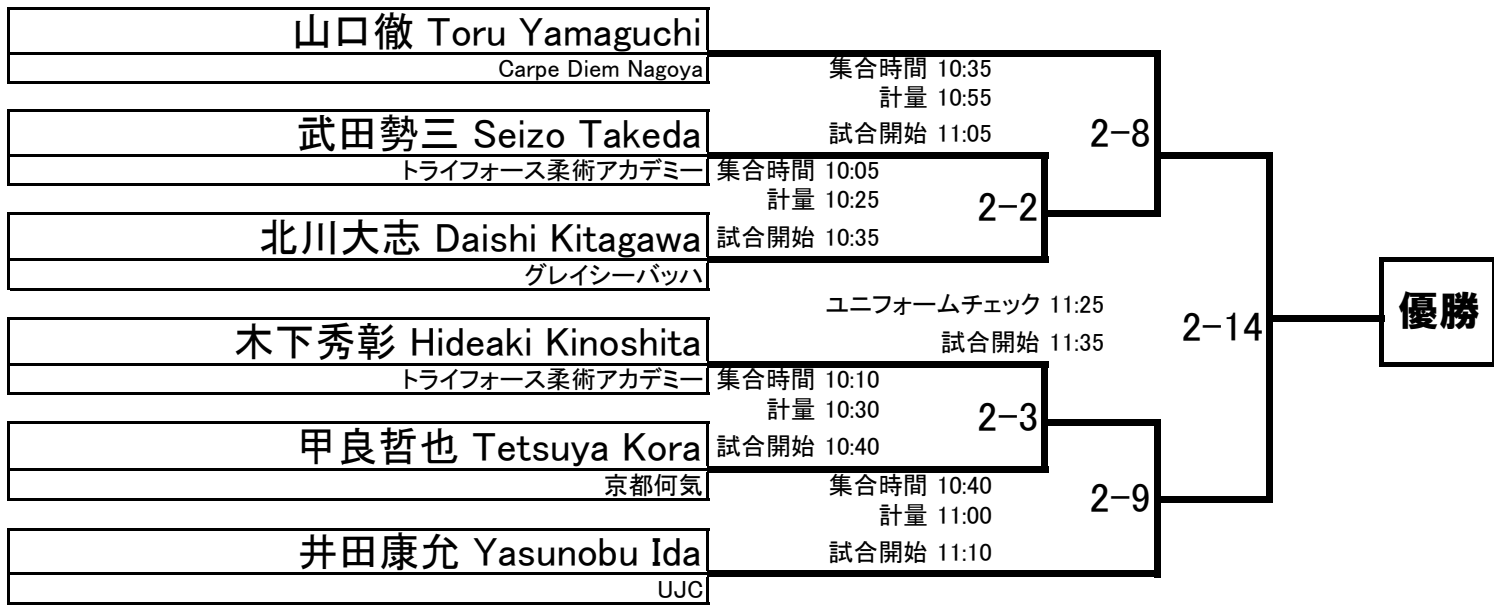 山口徹 Toru Yamaguchi
Carpe Diem Nagoya
集合時間 10:35
計量 10:55
試合開始 11:05
2-8
武田勢三 Seizo Takeda
トライフォース柔術アカデミー
集合時間 10:05
計量 10:25
試合開始 10:35
2-2
北川大志 Daishi Kitagawa
グレイシーバッハ
ユニフォームチェック 11:25
試合開始 11:35
2-14
優勝
木下秀彰 Hideaki Kinoshita
トライフォース柔術アカデミー
集合時間 10:10
計量 10:30
試合開始 10:40
2-3
甲良哲也 Tetsuya Kora
京都何気
集合時間 10:40
計量 11:00
試合開始 11:10
2-9
井田康允 Yasunobu Ida
UJC